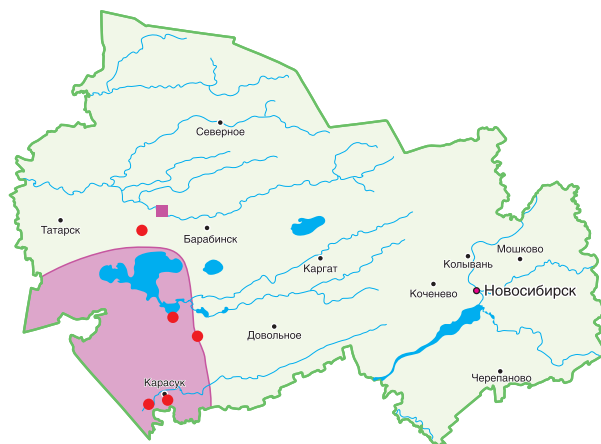 Северное
Татарск
Барабинск
Каргат
Колывань
Мошково
Коченево
Новосибирск
Довольное
Карасук
Черепаново